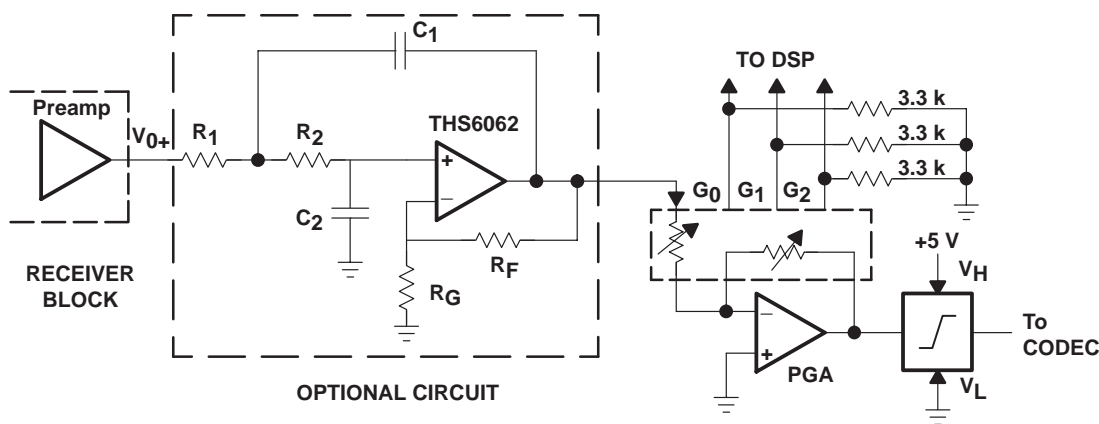 C1
TO DSP
Preamp
V0+
R1
R2
THS6062
+
−
3.3 k
3.3 k
3.3 k
G0
G1
G2
C2
RF
RG
RECEIVER
BLOCK
+5 V
VH
−
+
PGA
To
CODEC
VL
OPTIONAL CIRCUIT